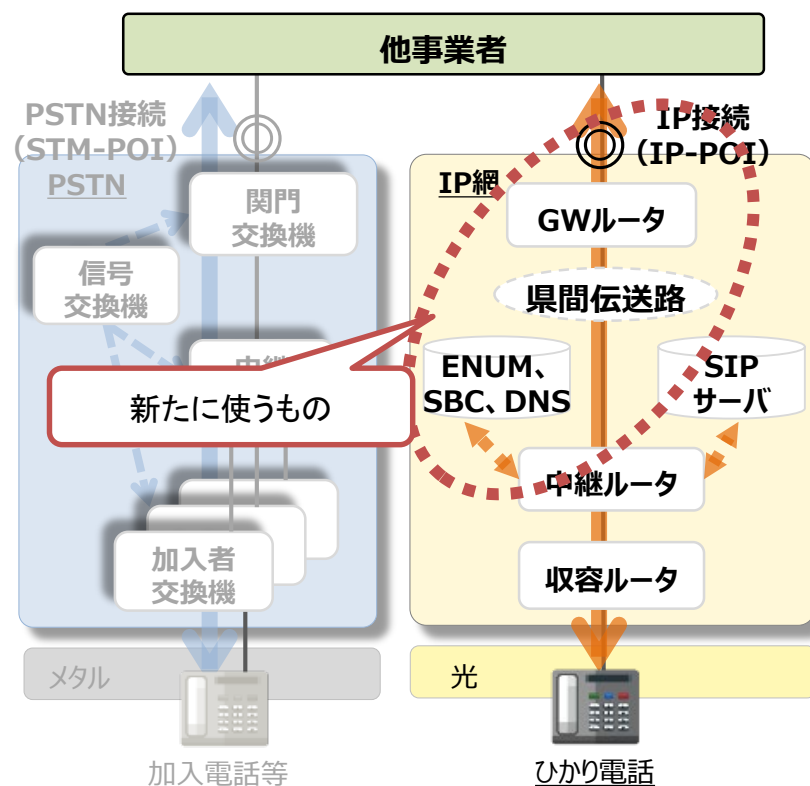 他事業者
PSTN接続
(STM-POI)
PSTN
関門
交換機
信号
交換機
中継
新たに使うもの
加入者
交換機
メタル
加入電話等
IP接続
(IP-POI)
IP網
GWルータ
県間伝送路
ENUM、
SBC、DNS
SIP
サーバ
中継ルータ
収容ルータ
光
ひかり電話